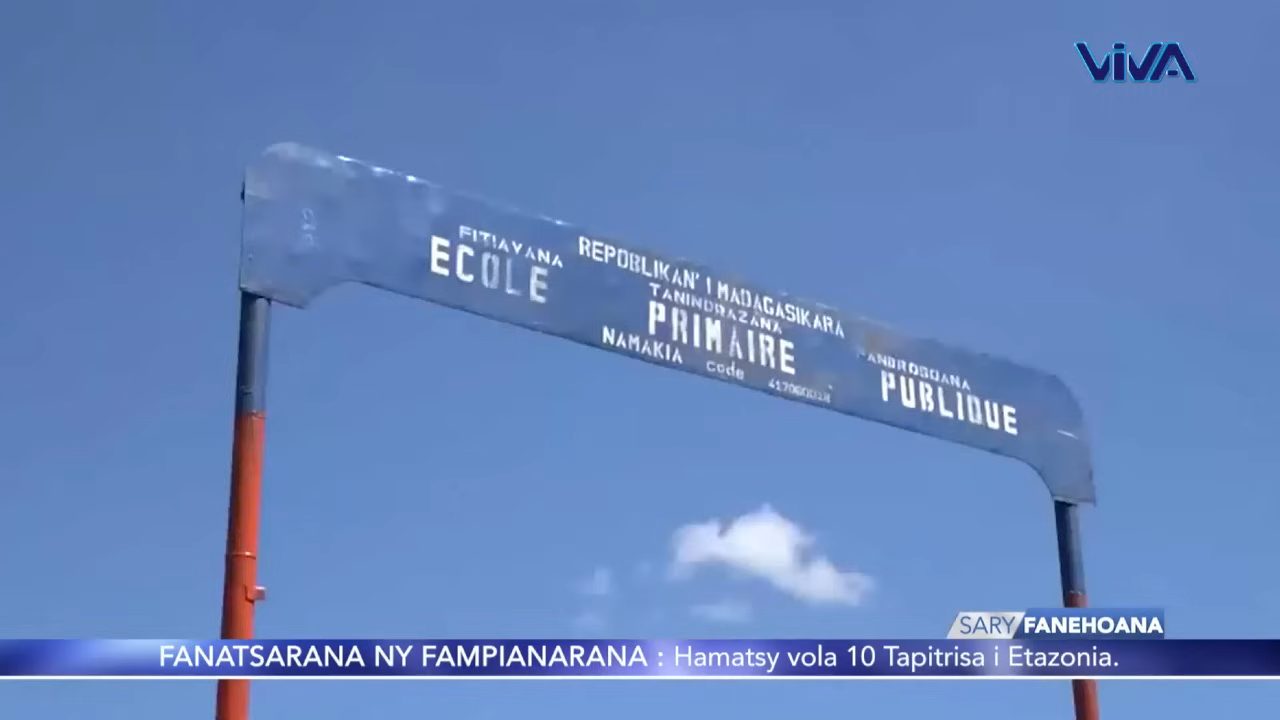 VIVA
REPOBLIKAN' I MADAGASIKARA
FITIAVANA TANINDRAZANA
ECOLE PRIMAIRE PUBLIQUE
NAMAKIA code
SARY FANEHOANA
FANATSARANA NY FAMPIANARANA : Hamatsy vola 10 Tapitrisa i Etazonia.